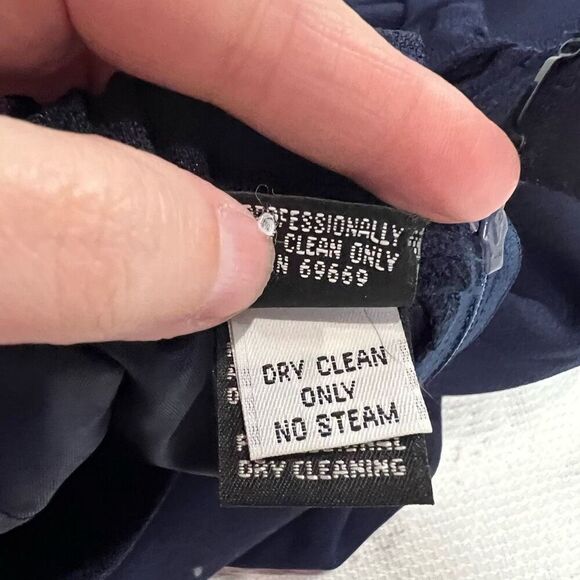 PROFESSIONALLY
CLEAN ONLY
N 69669
DRY CLEAN
ONLY
NO STEAM
DRY CLEANING